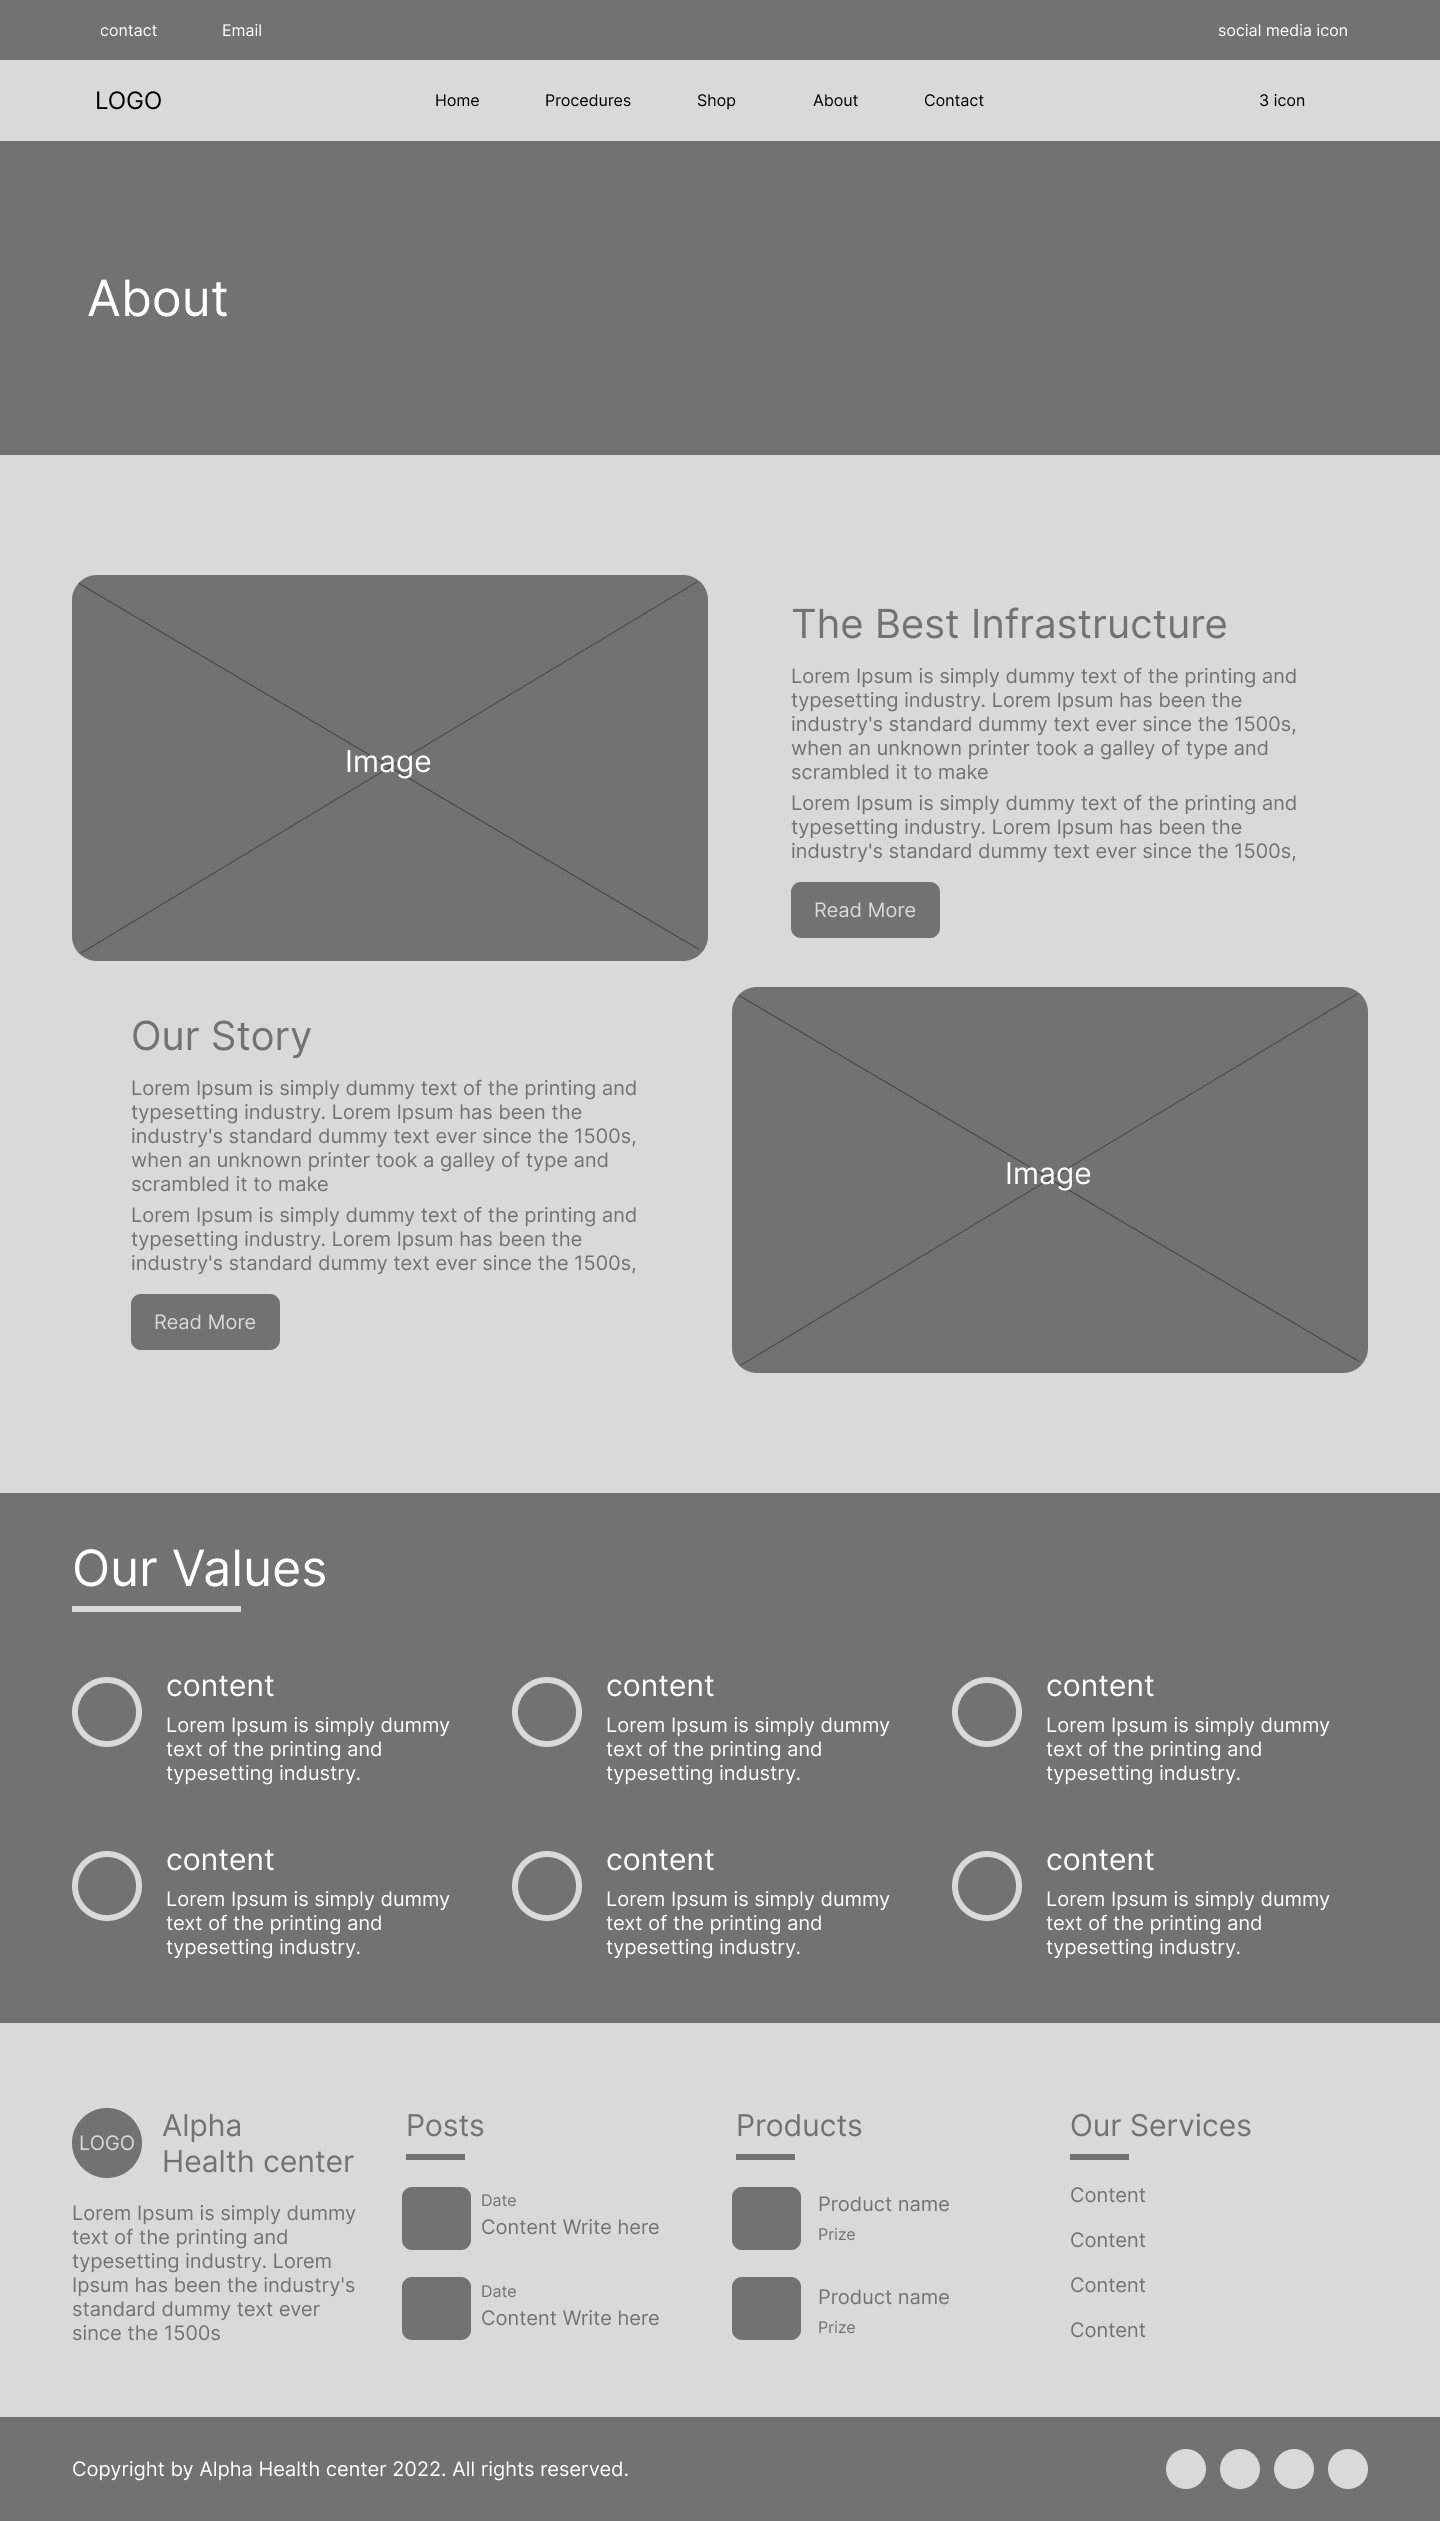 contact Email social media icon
LOGO Home Procedures Shop About Contact 3 icon
About
Image
The Best Infrastructure
Lorem Ipsum is simply dummy text of the printing and
typesetting industry. Lorem Ipsum has been the
industry's standard dummy text ever since the 1500s,
when an unknown printer took a galley of type and
scrambled it to make
Lorem Ipsum is simply dummy text of the printing and
typesetting industry. Lorem Ipsum has been the
industry's standard dummy text ever since the 1500s,
Read More
Our Story
Lorem Ipsum is simply dummy text of the printing and
typesetting industry. Lorem Ipsum has been the
industry's standard dummy text ever since the 1500s,
when an unknown printer took a galley of type and
scrambled it to make
Lorem Ipsum is simply dummy text of the printing and
typesetting industry. Lorem Ipsum has been the
industry's standard dummy text ever since the 1500s,
Read More
Image
Our Values
content
Lorem Ipsum is simply dummy
text of the printing and
typesetting industry.
content
Lorem Ipsum is simply dummy
text of the printing and
typesetting industry.
content
Lorem Ipsum is simply dummy
text of the printing and
typesetting industry.
content
Lorem Ipsum is simply dummy
text of the printing and
typesetting industry.
content
Lorem Ipsum is simply dummy
text of the printing and
typesetting industry.
content
Lorem Ipsum is simply dummy
text of the printing and
typesetting industry.
LOGO
Alpha
Health center
Lorem Ipsum is simply dummy
text of the printing and
typesetting industry. Lorem
Ipsum has been the industry's
standard dummy text ever
since the 1500s
Posts
Date
Content Write here
Date
Content Write here
Products
Product name
Prize
Product name
Prize
Our Services
Content
Content
Content
Content
Copyright by Alpha Health center 2022. All rights reserved.